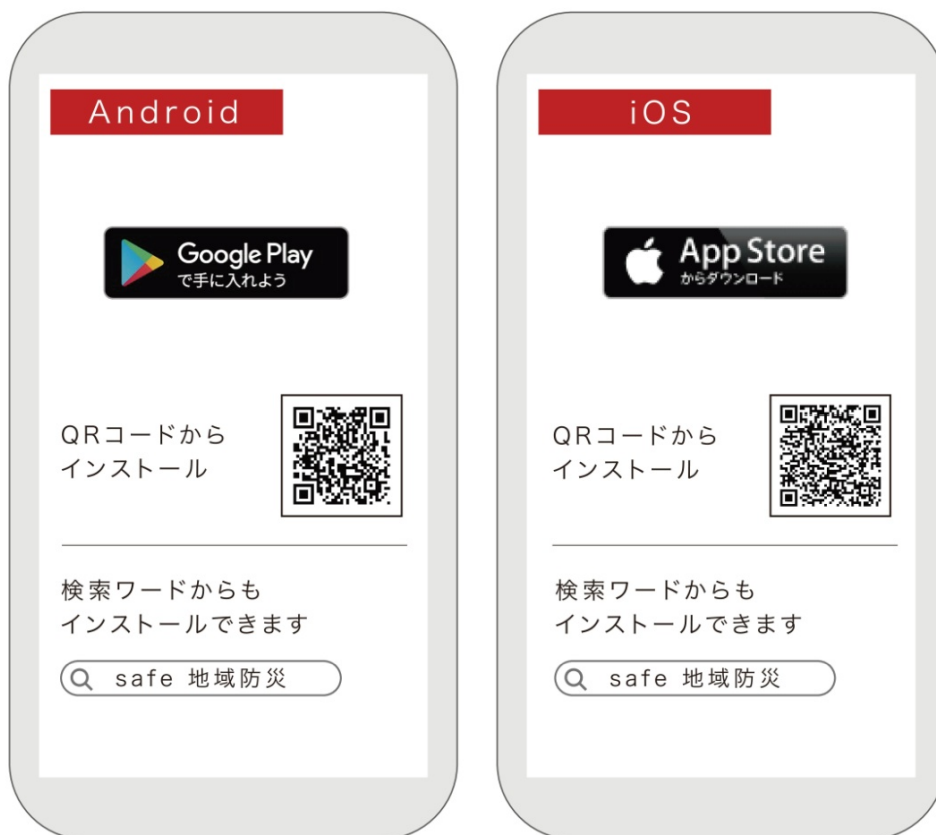 Android
Google Play
で手に入れよう
QRコードから
インストール
検索ワードからも
インストールできます
safe 地域防災
iOS
App Store
からダウンロード
QRコードから
インストール
検索ワードからも
インストールできます
safe 地域防災